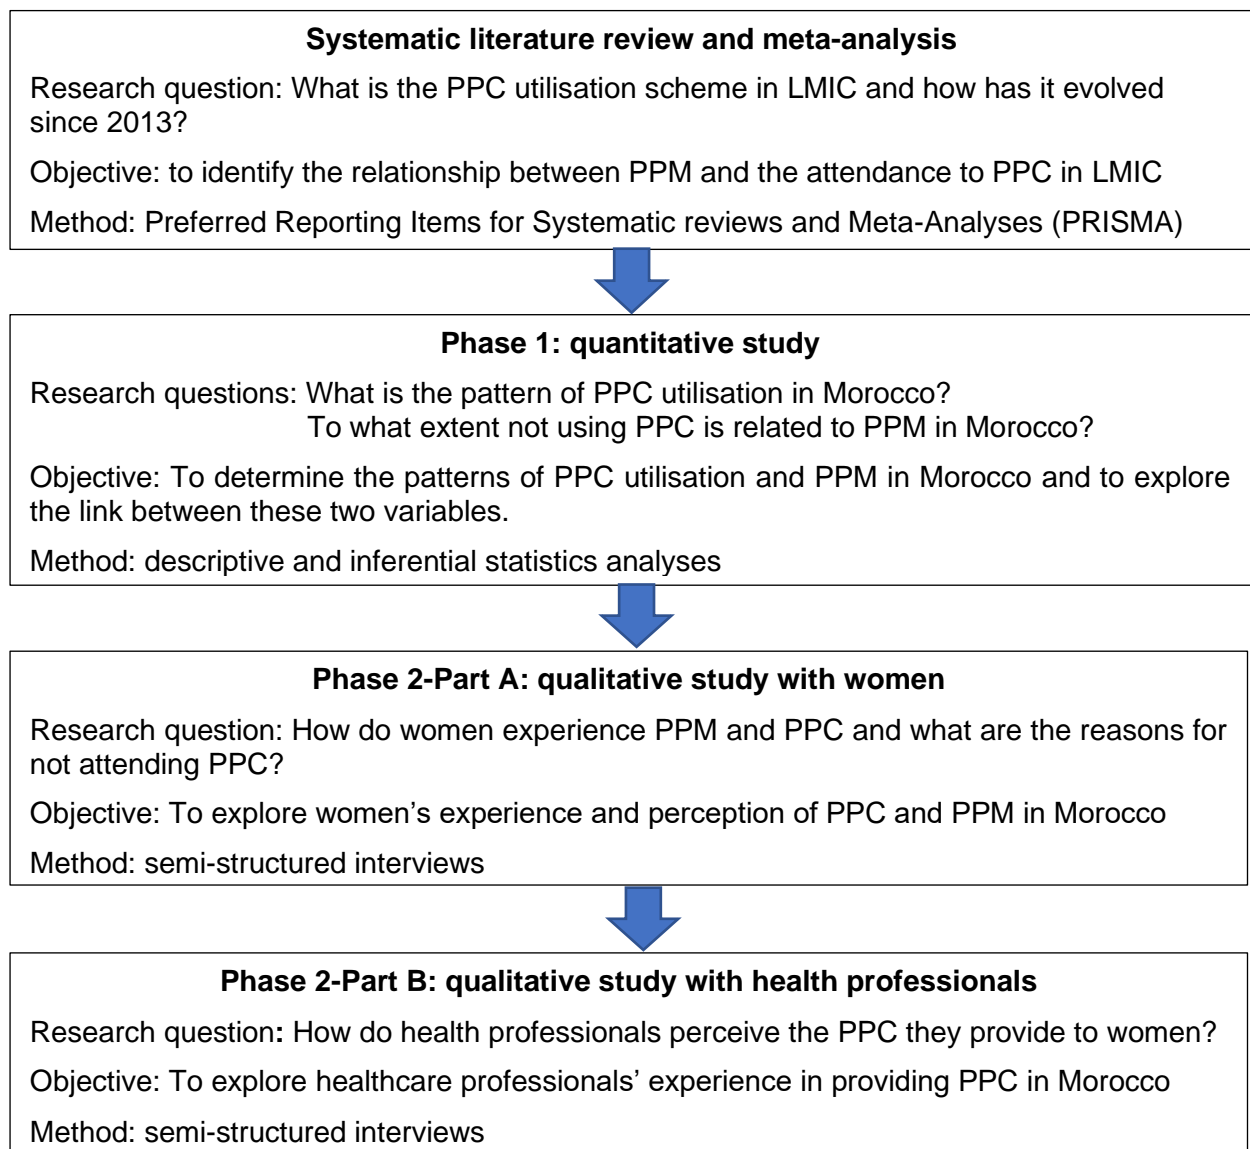 Systematic literature review and meta-analysis
Research question: What is the PPC utilisation scheme in LMIC and how has it evolved
since 2013?
Objective: to identify the relationship between PPM and the attendance to PPC in LMIC
Method: Preferred Reporting Items for Systematic reviews and Meta-Analyses (PRISMA)
Phase 1: quantitative study
Research questions: What is the pattern of PPC utilisation in Morocco?
To what extent not using PPC is related to PPM in Morocco?
Objective: To determine the patterns of PPC utilisation and PPM in Morocco and to explore
the link between these two variables.
Method: descriptive and inferential statistics analyses
Phase 2-Part A: qualitative study with women
Research question: How do women experience PPM and PPC and what are the reasons for
not attending PPC?
Objective: To explore women’s experience and perception of PPC and PPM in Morocco
Method: semi-structured interviews
Phase 2-Part B: qualitative study with health professionals
Research question: How do health professionals perceive the PPC they provide to women?
Objective: To explore healthcare professionals’ experience in providing PPC in Morocco
Method: semi-structured interviews